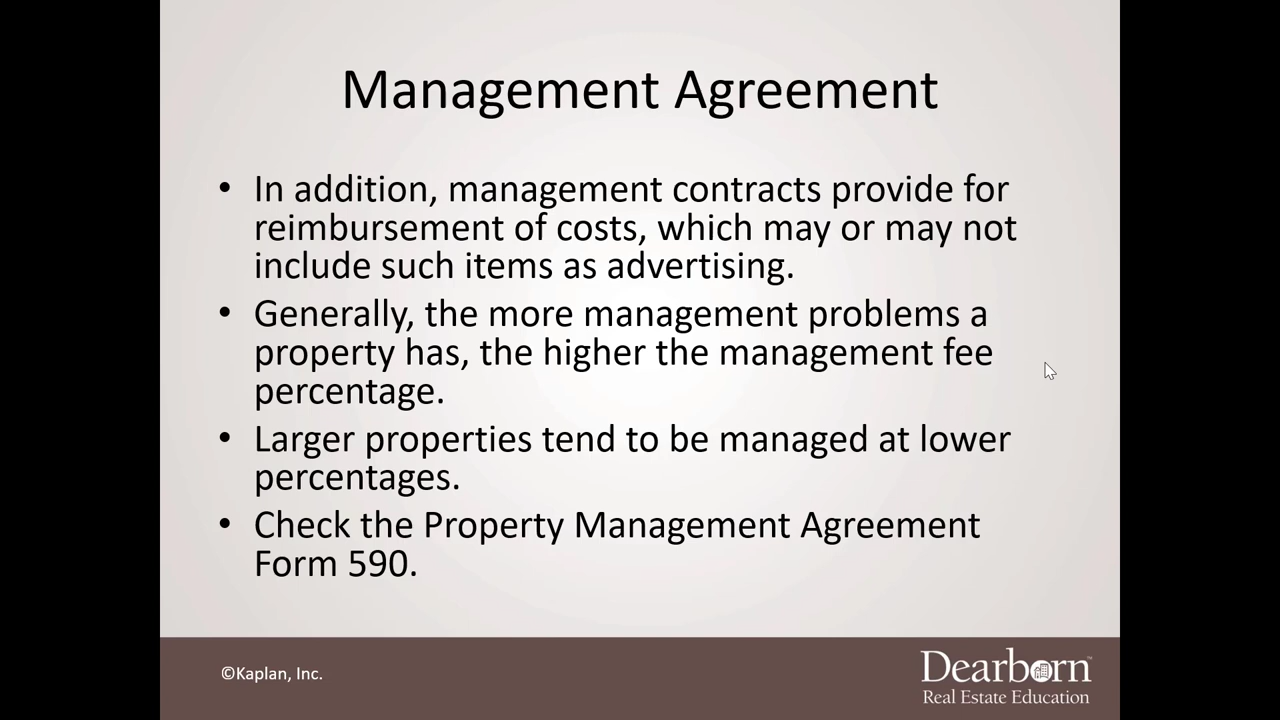 Management Agreement
• In addition, management contracts provide for
reimbursement of costs, which may or may not
include such items as advertising.
• Generally, the more management problems a
property has, the higher the management fee
percentage.
• Larger properties tend to be managed at lower
percentages.
• Check the Property Management Agreement
Form 590.
©Kaplan, Inc.
Dearborn™
Real Estate Education